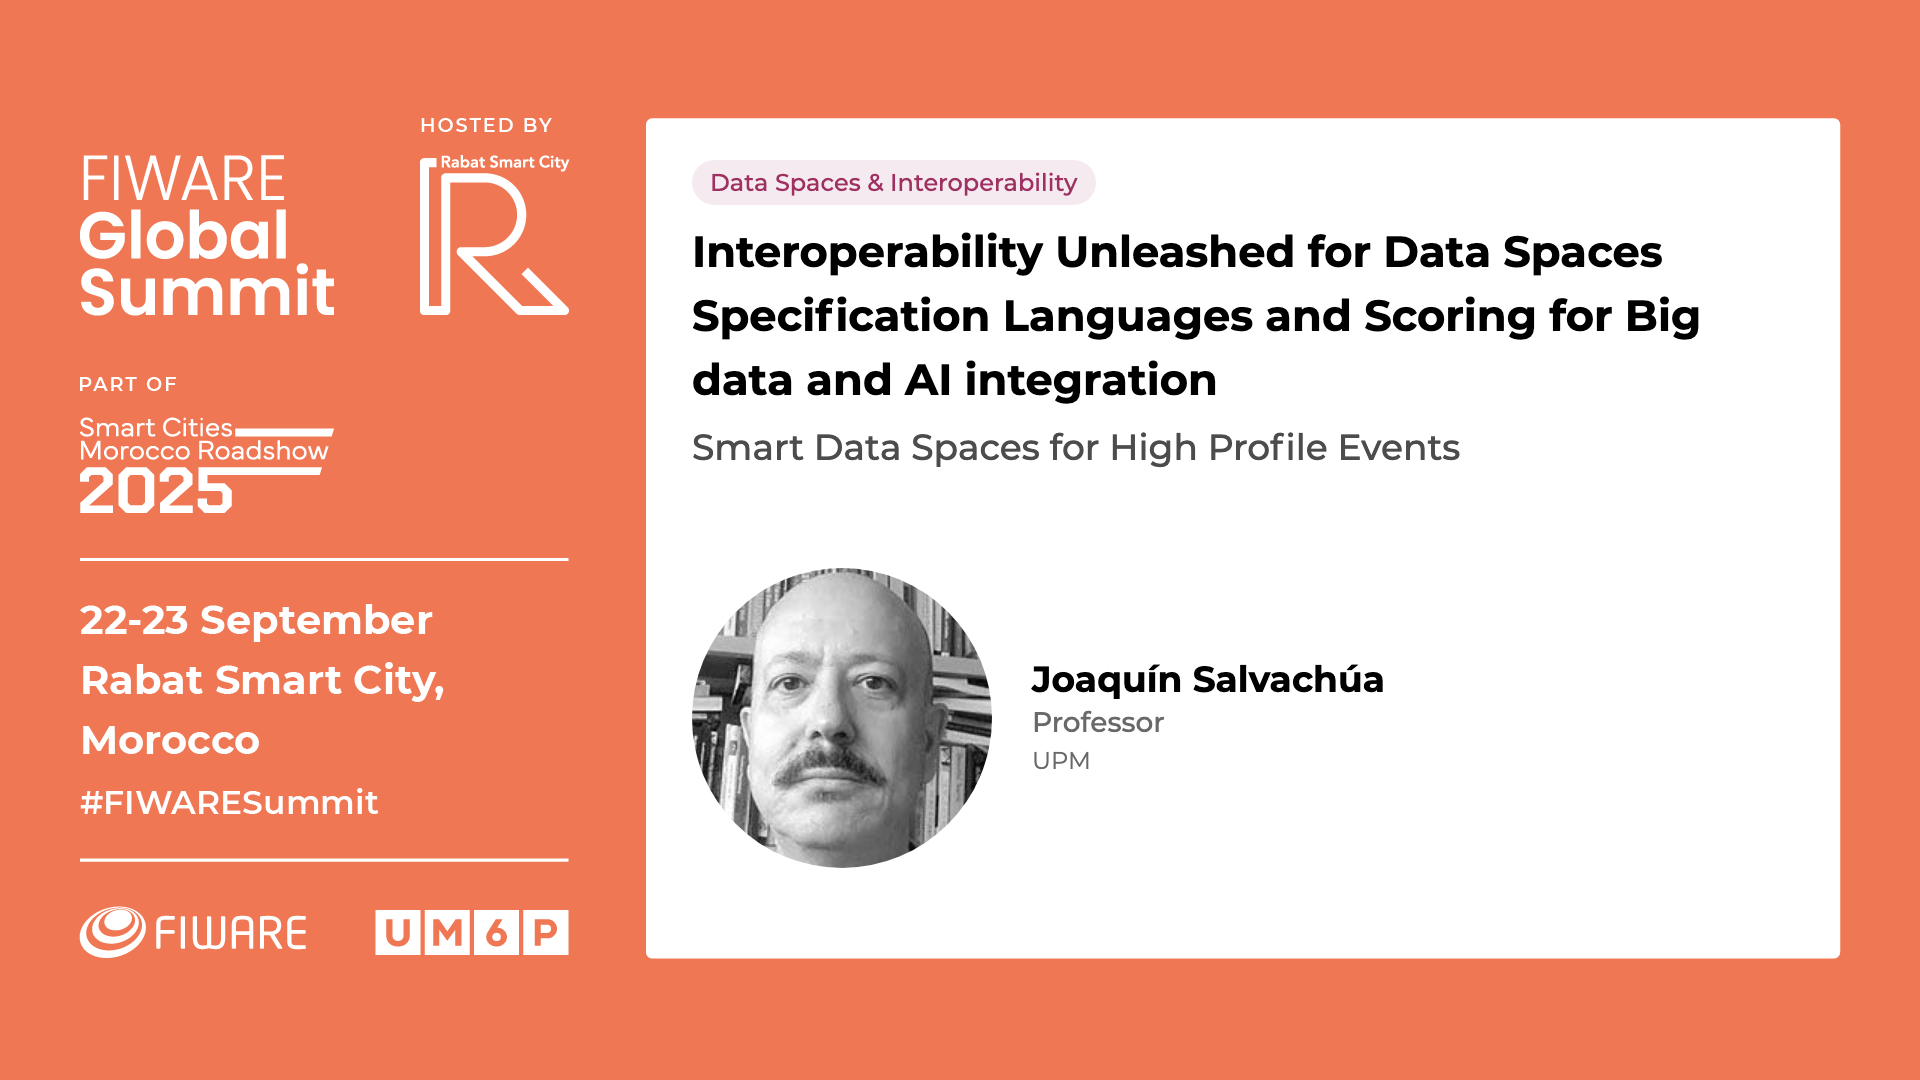 FIWARE
Global
Summit
HOSTED BY
Rabat Smart City
R
PART OF
Smart Cities
Morocco Roadshow
2025
22-23 September
Rabat Smart City,
Morocco
#FIWARESummit
FIWARE
UM6P
Data Spaces & Interoperability
Interoperability Unleashed for Data Spaces
Specification Languages and Scoring for Big
data and AI integration
Smart Data Spaces for High Profile Events
Joaquín Salvachúa
Professor
UPM